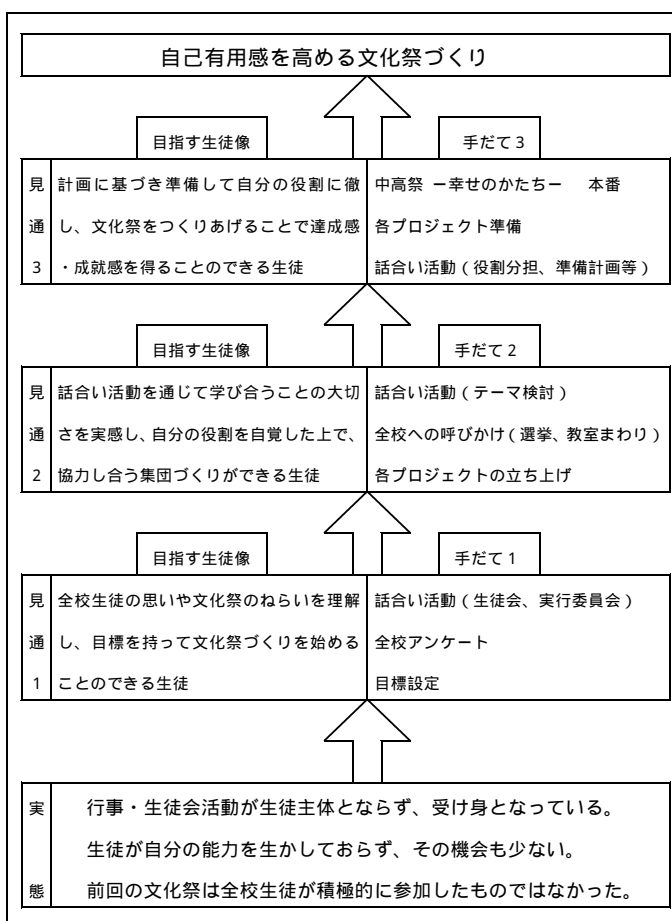 自己有用感を高める文化祭づくり
目指す生徒像
手だて3
見通3
計画に基づき準備して自分の役割に徹
し、文化祭をつくりあげることで達成感
・成就感を得ることのできる生徒
中高祭 ー幸せのかたちー 本番
各プロジェクト準備
話合い活動(役割分担、準備計画等)
目指す生徒像
手だて2
見通2
話合い活動を通じて学び合うことの大切
さを実感し、自分の役割を自覚した上で、
協力し合う集団づくりができる生徒
話合い活動(テーマ検討)
全校への呼びかけ(選挙、教室まわり)
各プロジェクトの立ち上げ
目指す生徒像
手だて1
見通1
全校生徒の思いや文化祭のねらいを理解
し、目標を持って文化祭づくりを始める
ことのできる生徒
話合い活動(生徒会、実行委員会)
全校アンケート
目標設定
実態
行事・生徒会活動が生徒主体とならず、受け身となっている。
生徒が自分の能力を生かしておらず、その機会も少ない。
前回の文化祭は全校生徒が積極的に参加したものではなかった。